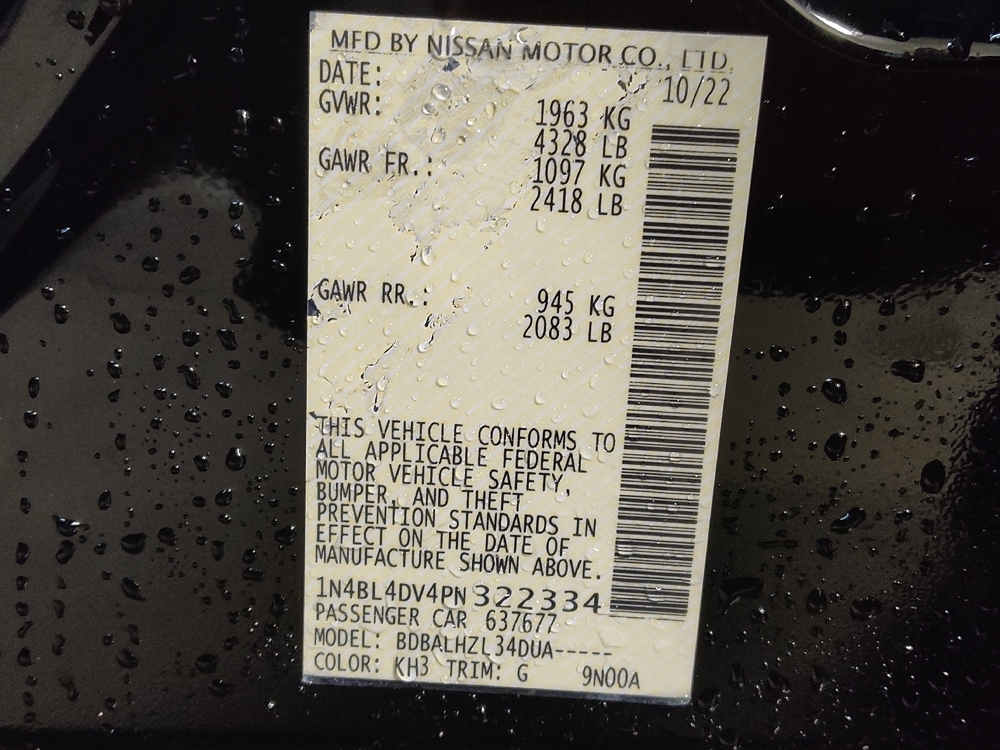 MFD BY NISSAN MOTOR CO., LTD.
DATE: 10/22
GVWR: 1963 KG
4328 LB
GAWR FR.: 1097 KG
2418 LB
GAWR RR.: 945 KG
2083 LB
THIS VEHICLE CONFORMS TO
ALL APPLICABLE FEDERAL
MOTOR VEHICLE SAFETY,
BUMPER, AND THEFT
PREVENTION STANDARDS IN
EFFECT ON THE DATE OF
MANUFACTURE SHOWN ABOVE.
1N4BL4DV4PN322334
PASSENGER CAR 637677
MODEL: BDBALHZL34DUA-----
COLOR: KH3 TRIM: G 9N00A